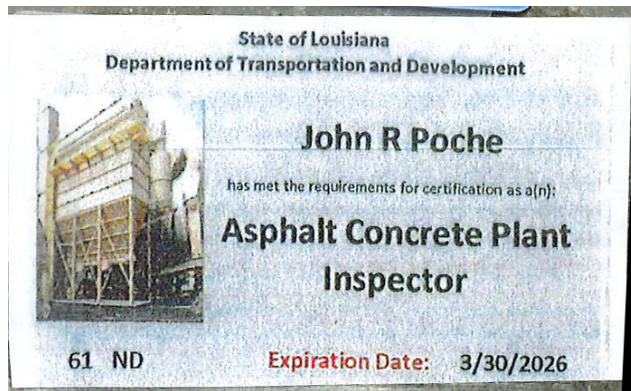 State of Louisiana
Department of Transportation and Development
John R Poche
has met the requirements for certification as a(n):
Asphalt Concrete Plant
Inspector
61 ND Expiration Date: 3/30/2026